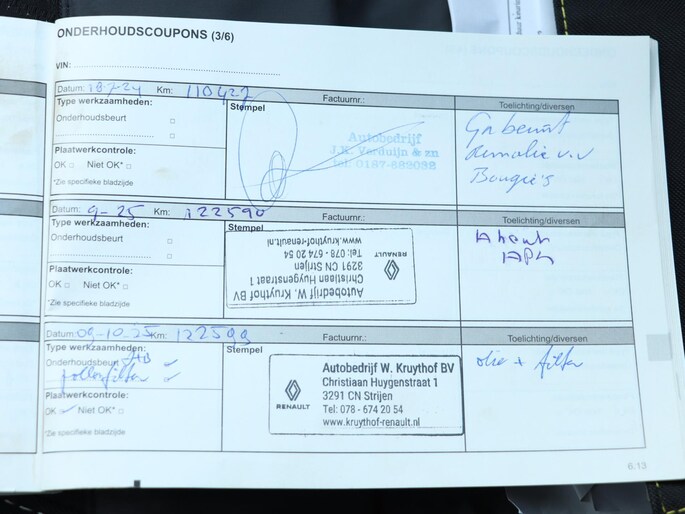 ONDERHOUDSCOUPONS (3/6)
VIN:
Datum: 18-7-24 Km: 110427
Type werkzaamheden:
Stempel
Factuurnr.:
Toelichting/diversen
Onderhoudsbeurt
Plaatwerkcontrole:
OK Niet OK*
*Zie specifieke bladzijde
Autobedrijf
J.K. Verduijn & zn
remolie v.v
Bougie's
Datum: 9-25 Km: 122590
Type werkzaamheden:
Stempel
Factuurnr.:
Toelichting/diversen
Onderhoudsbeurt
Plaatwerkcontrole:
OK Niet OK*
*Zie specifieke bladzijde
RENAULT
Autobedrijf W. Kruythof BV
Christiaan Huygenstraat 1
3291 CN Strijen
Tel: 078 - 674 20 54
www.kruythof-renault.nl
APK
Datum: 09-10-25 Km: 122599
Type werkzaamheden:
Stempel
Factuurnr.:
Toelichting/diversen
Onderhoudsbeurt
pollenfilter
Plaatwerkcontrole:
OK Niet OK*
*Zie specifieke bladzijde
RENAULT
Autobedrijf W. Kruythof BV
Christiaan Huygenstraat 1
3291 CN Strijen
Tel: 078 - 674 20 54
www.kruythof-renault.nl
olie + filter
6.13